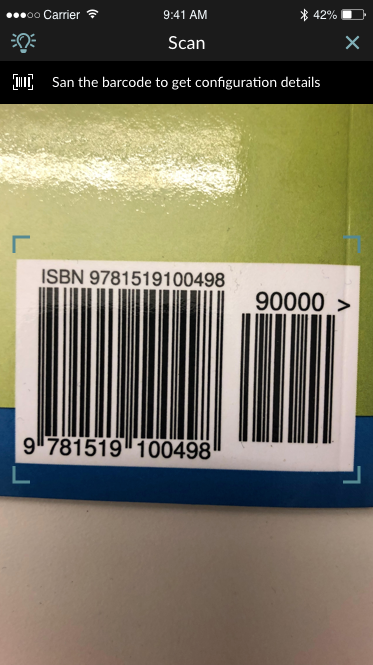 Carrier 9:41 AM 42%
Scan
San the barcode to get configuration details
ISBN 9781519100498
90000 >
9 781519 100498